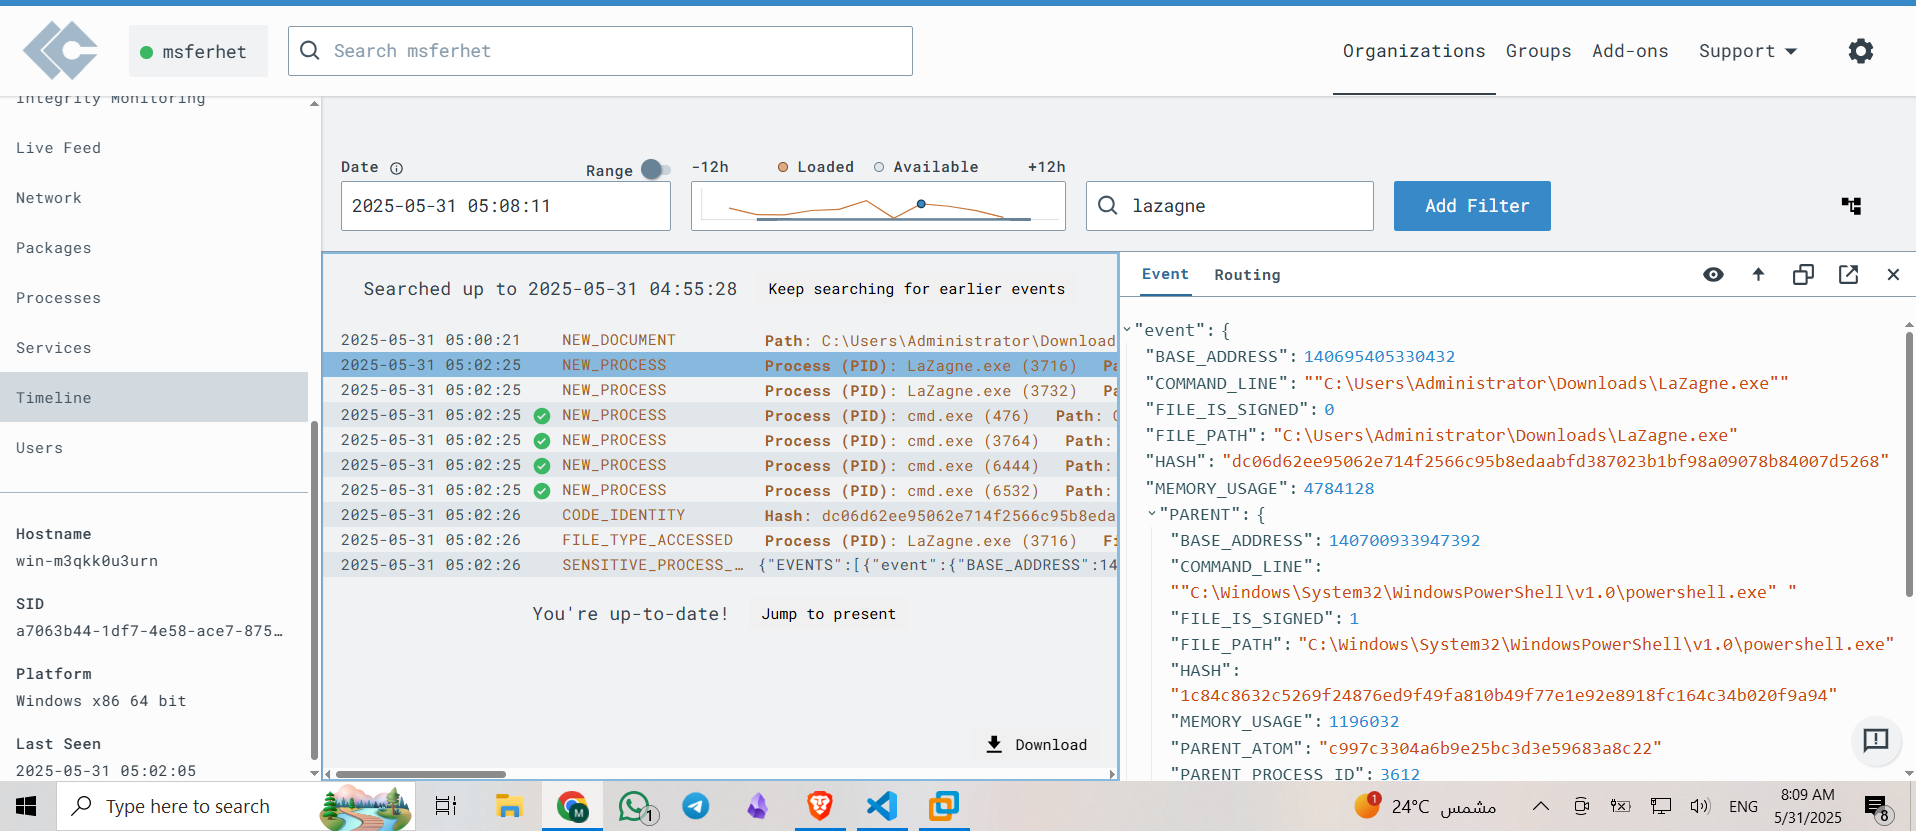 msferhet
Search msferhet
Organizations
Groups
Add-ons
Support
Integrity Monitoring
Live Feed
Network
Packages
Processes
Services
Timeline
Users
Hostname
win-m3qkk0u3urn
SID
a7063b44-1df7-4e58-ace7-875…
Platform
Windows x86 64 bit
Last Seen
2025-05-31 05:02:05
Date
Range
2025-05-31 05:08:11
-12h
Loaded
Available
+12h
lazagne
Add Filter
Searched up to 2025-05-31 04:55:28
Keep searching for earlier events
2025-05-31 05:00:21 NEW_DOCUMENT Path: C:\Users\Administrator\Download
2025-05-31 05:02:25 NEW_PROCESS Process (PID): LaZagne.exe (3716) Pa
2025-05-31 05:02:25 NEW_PROCESS Process (PID): LaZagne.exe (3732) Pa
2025-05-31 05:02:25 NEW_PROCESS Process (PID): cmd.exe (476) Path: C
2025-05-31 05:02:25 NEW_PROCESS Process (PID): cmd.exe (3764) Path:
2025-05-31 05:02:25 NEW_PROCESS Process (PID): cmd.exe (6444) Path:
2025-05-31 05:02:25 NEW_PROCESS Process (PID): cmd.exe (6532) Path:
2025-05-31 05:02:26 CODE_IDENTITY Hash: dc06d62ee95062e714f2566c95b8eda
2025-05-31 05:02:26 FILE_TYPE_ACCESSED Process (PID): LaZagne.exe (3716) Fi
2025-05-31 05:02:26 SENSITIVE_PROCESS_… {"EVENTS":[{"event":{"BASE_ADDRESS":14
You're up-to-date!
Jump to present
Download
Event
Routing
"event": {
"BASE_ADDRESS": 140695405330432
"COMMAND_LINE": ""C:\Users\Administrator\Downloads\LaZagne.exe""
"FILE_IS_SIGNED": 0
"FILE_PATH": "C:\Users\Administrator\Downloads\LaZagne.exe"
"HASH": "dc06d62ee95062e714f2566c95b8edaabfd387023b1bf98a09078b84007d5268"
"MEMORY_USAGE": 4784128
"PARENT": {
"BASE_ADDRESS": 140700933947392
"COMMAND_LINE":
""C:\Windows\System32\WindowsPowerShell\v1.0\powershell.exe" "
"FILE_IS_SIGNED": 1
"FILE_PATH": "C:\Windows\System32\WindowsPowerShell\v1.0\powershell.exe"
"HASH":
"1c84c8632c5269f24876ed9f49fa810b49f77e1e92e8918fc164c34b020f9a94"
"MEMORY_USAGE": 1196032
"PARENT_ATOM": "c997c3304a6b9e25bc3d3e59683a8c22"
"PARENT_PROCESS_ID": 3612
Type here to search
M
1
1
24°C مشمس
ENG
8:09 AM
5/31/2025
8